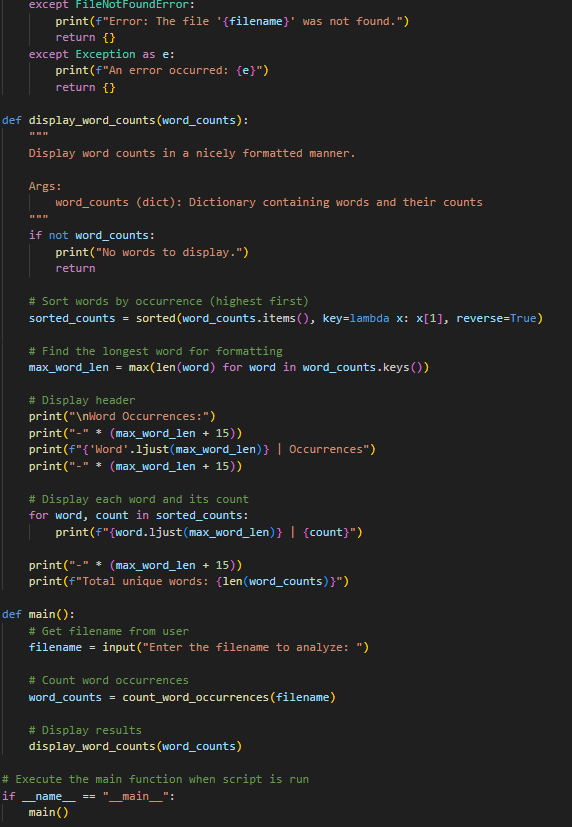 except FileNotFoundError:
        print(f"Error: The file '{filename}' was not found.")
        return {}
    except Exception as e:
        print(f"An error occurred: {e}")
        return {}

def display_word_counts(word_counts):
    """
    Display word counts in a nicely formatted manner.

    Args:
        word_counts (dict): Dictionary containing words and their counts
    """
    if not word_counts:
        print("No words to display.")
        return

    # Sort words by occurrence (highest first)
    sorted_counts = sorted(word_counts.items(), key=lambda x: x[1], reverse=True)

    # Find the longest word for formatting
    max_word_len = max(len(word) for word in word_counts.keys())

    # Display header
    print("\nWord Occurrences:")
    print("-" * (max_word_len + 15))
    print(f"{'Word'.ljust(max_word_len)} | Occurrences")
    print("-" * (max_word_len + 15))

    # Display each word and its count
    for word, count in sorted_counts:
        print(f"{word.ljust(max_word_len)} | {count}")

    print("-" * (max_word_len + 15))
    print(f"Total unique words: {len(word_counts)}")

def main():
    # Get filename from user
    filename = input("Enter the filename to analyze: ")

    # Count word occurrences
    word_counts = count_word_occurrences(filename)

    # Display results
    display_word_counts(word_counts)

# Execute the main function when script is run
if __name__ == "__main__":
    main()